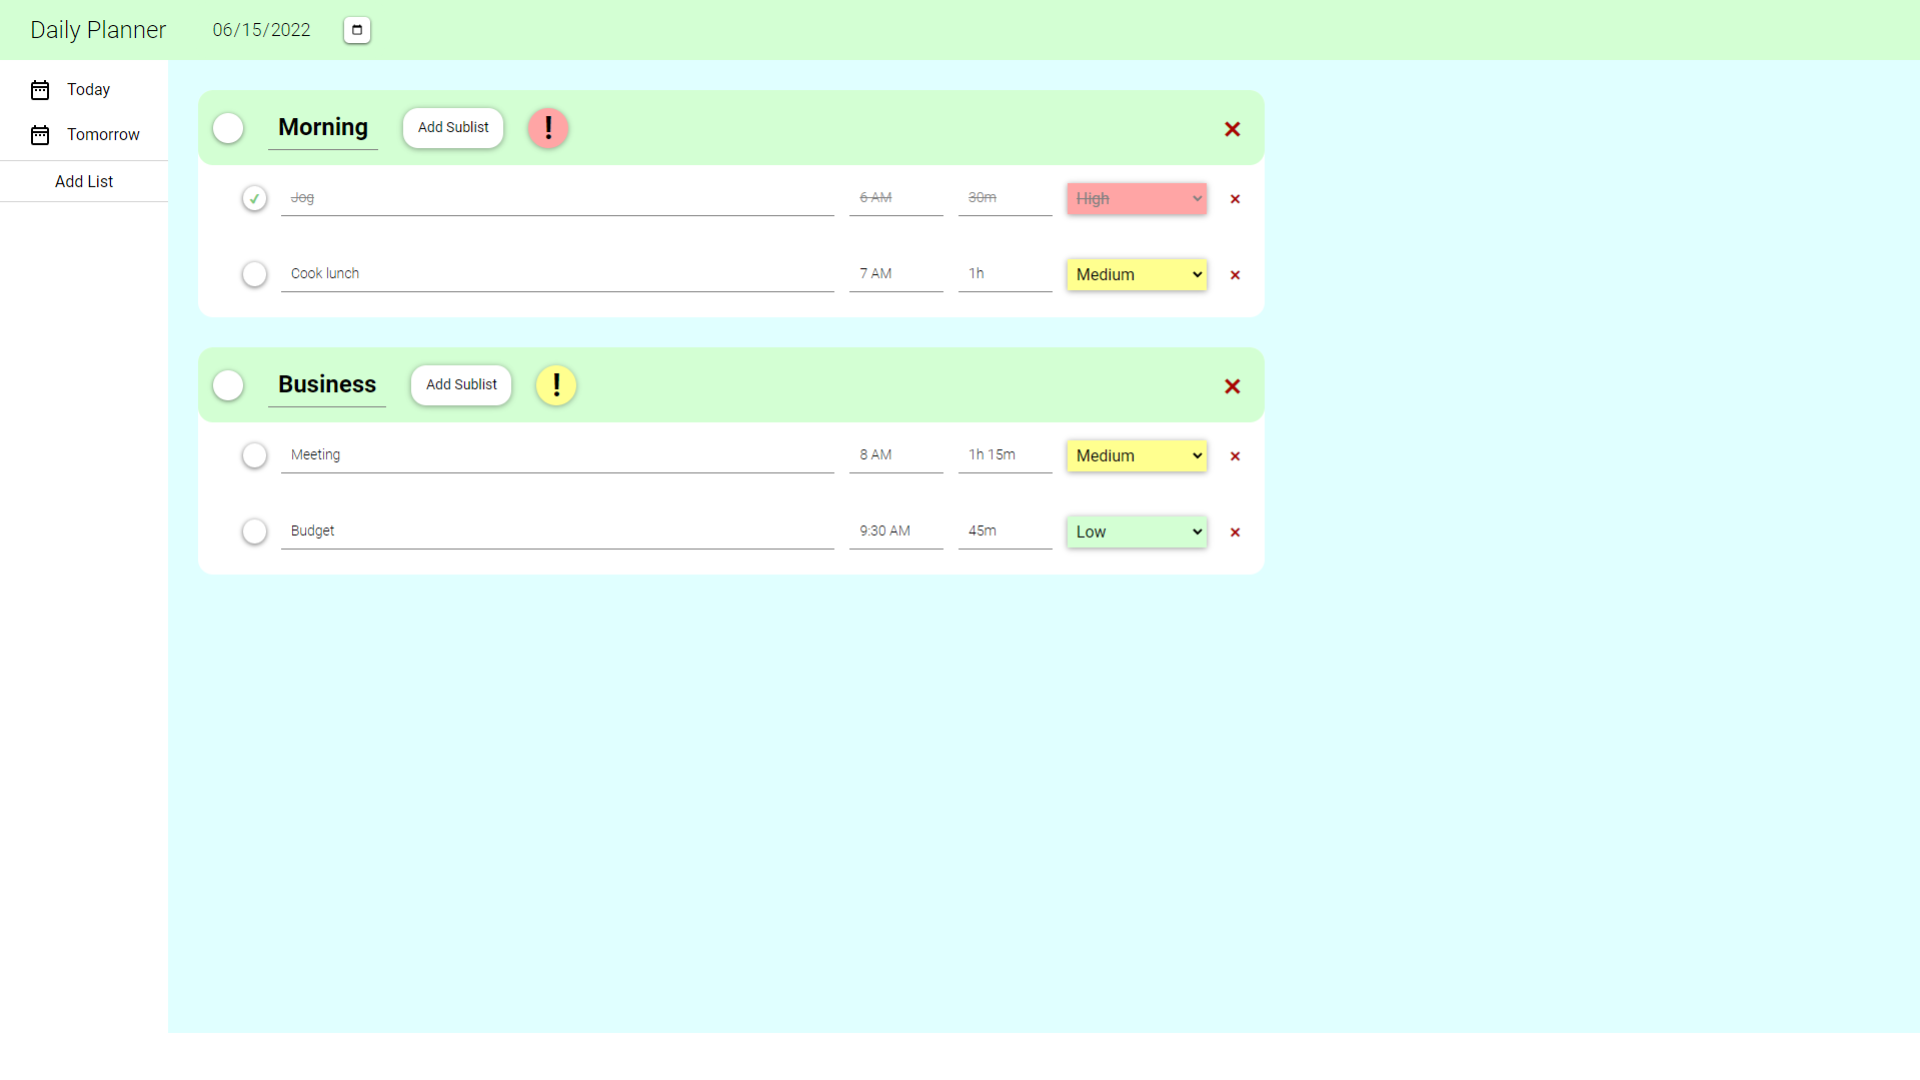 Daily Planner 06/15/2022
Today
Tomorrow
Add List
Morning Add Sublist !
Jog 6 AM 30m High
Cook lunch 7 AM 1h Medium
Business Add Sublist !
Meeting 8 AM 1h 15m Medium
Budget 9:30 AM 45m Low